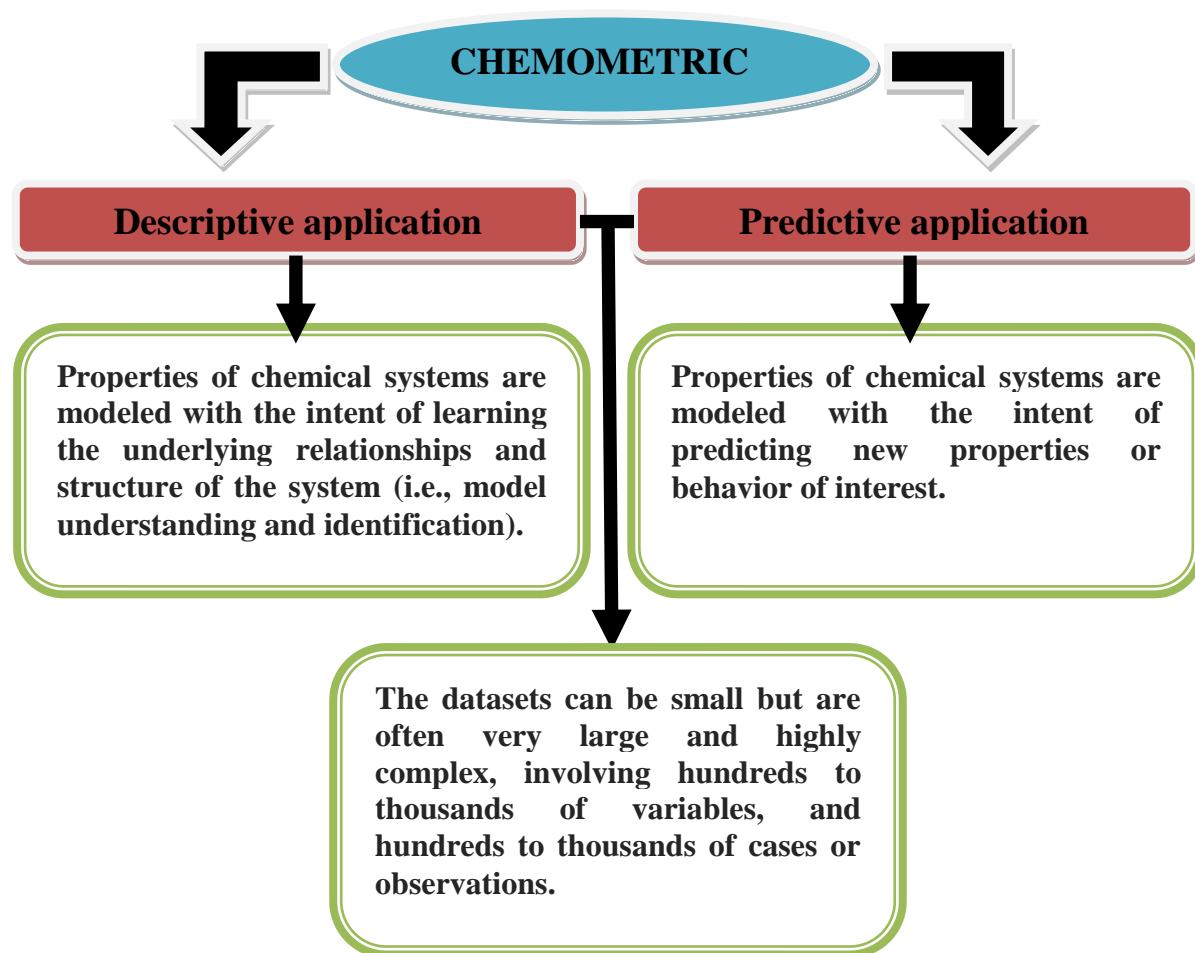 CHEMOMETRIC
Descriptive application
Predictive application
Properties of chemical systems are
modeled with the intent of learning
the underlying relationships and
structure of the system (i.e., model
understanding and identification).
Properties of chemical systems are
modeled with the intent of
predicting new properties or
behavior of interest.
The datasets can be small but are
often very large and highly
complex, involving hundreds to
thousands of variables, and
hundreds to thousands of cases or
observations.